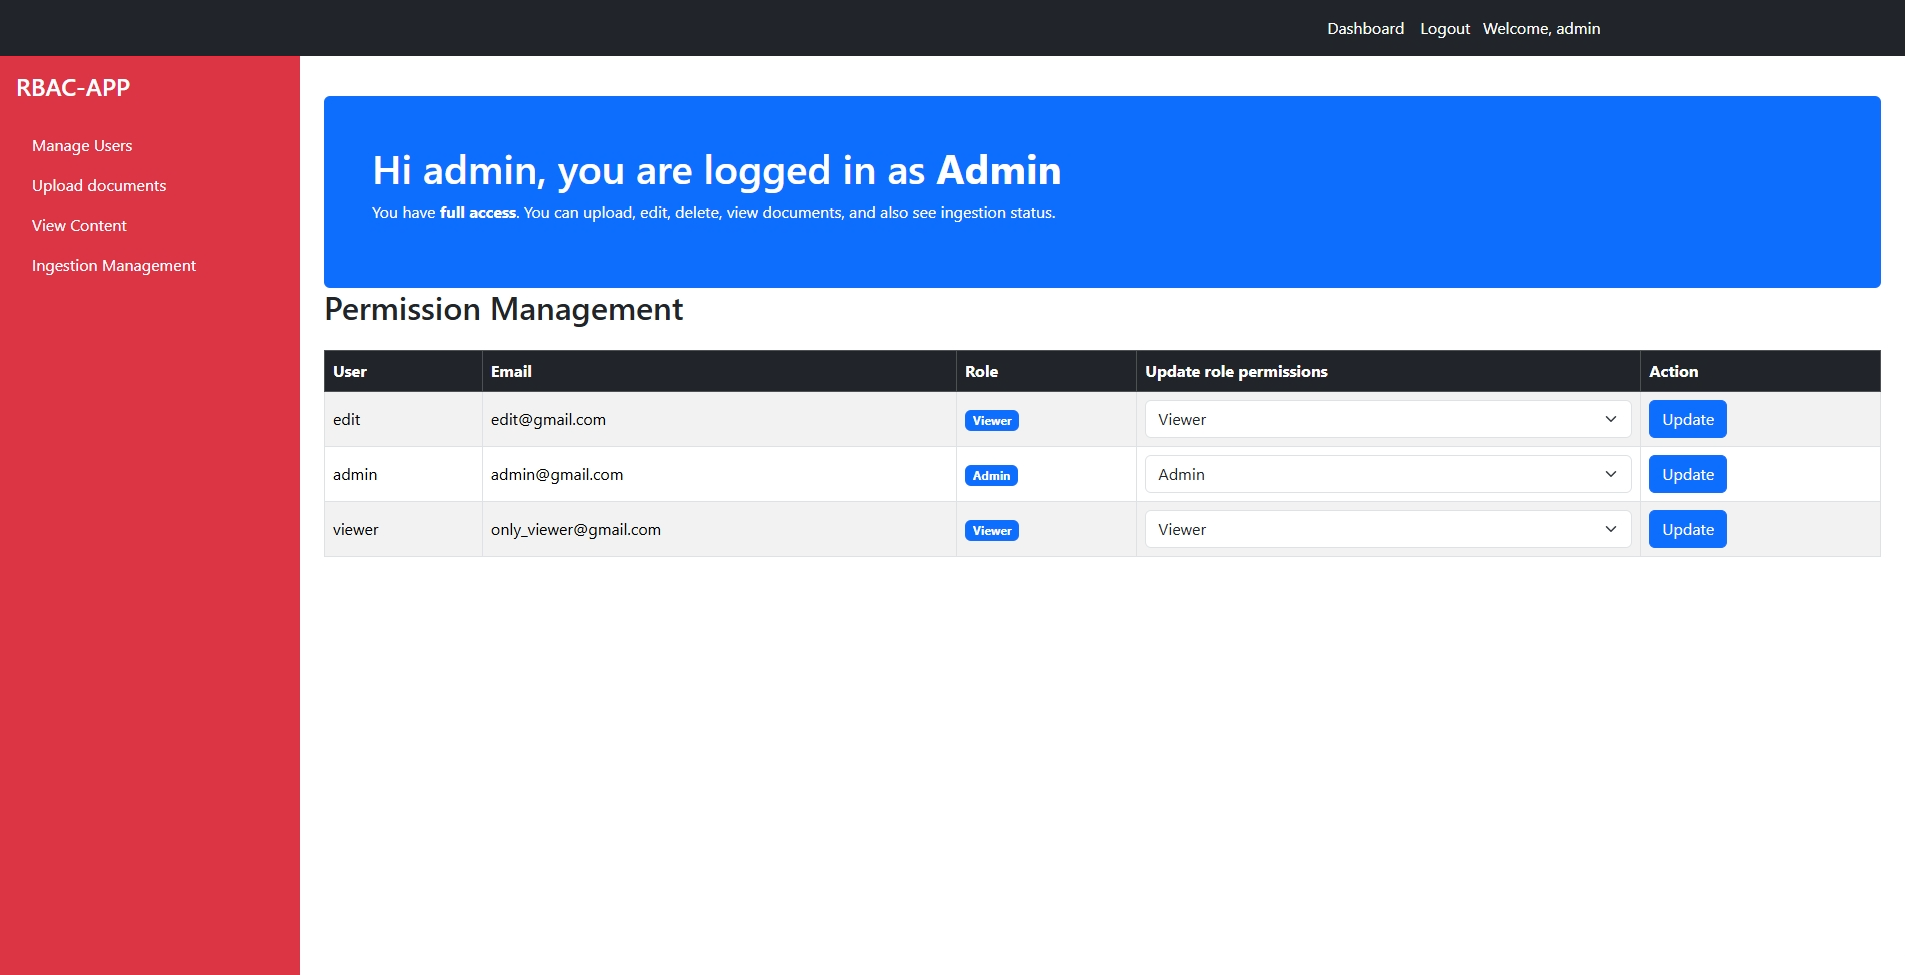 Dashboard Logout Welcome, admin
RBAC-APP
Manage Users
Upload documents
View Content
Ingestion Management
Hi admin, you are logged in as Admin
You have full access. You can upload, edit, delete, view documents, and also see ingestion status.
Permission Management
User Email Role Update role permissions Action
edit edit@gmail.com Viewer Viewer Update
admin admin@gmail.com Admin Admin Update
viewer only_viewer@gmail.com Viewer Viewer Update